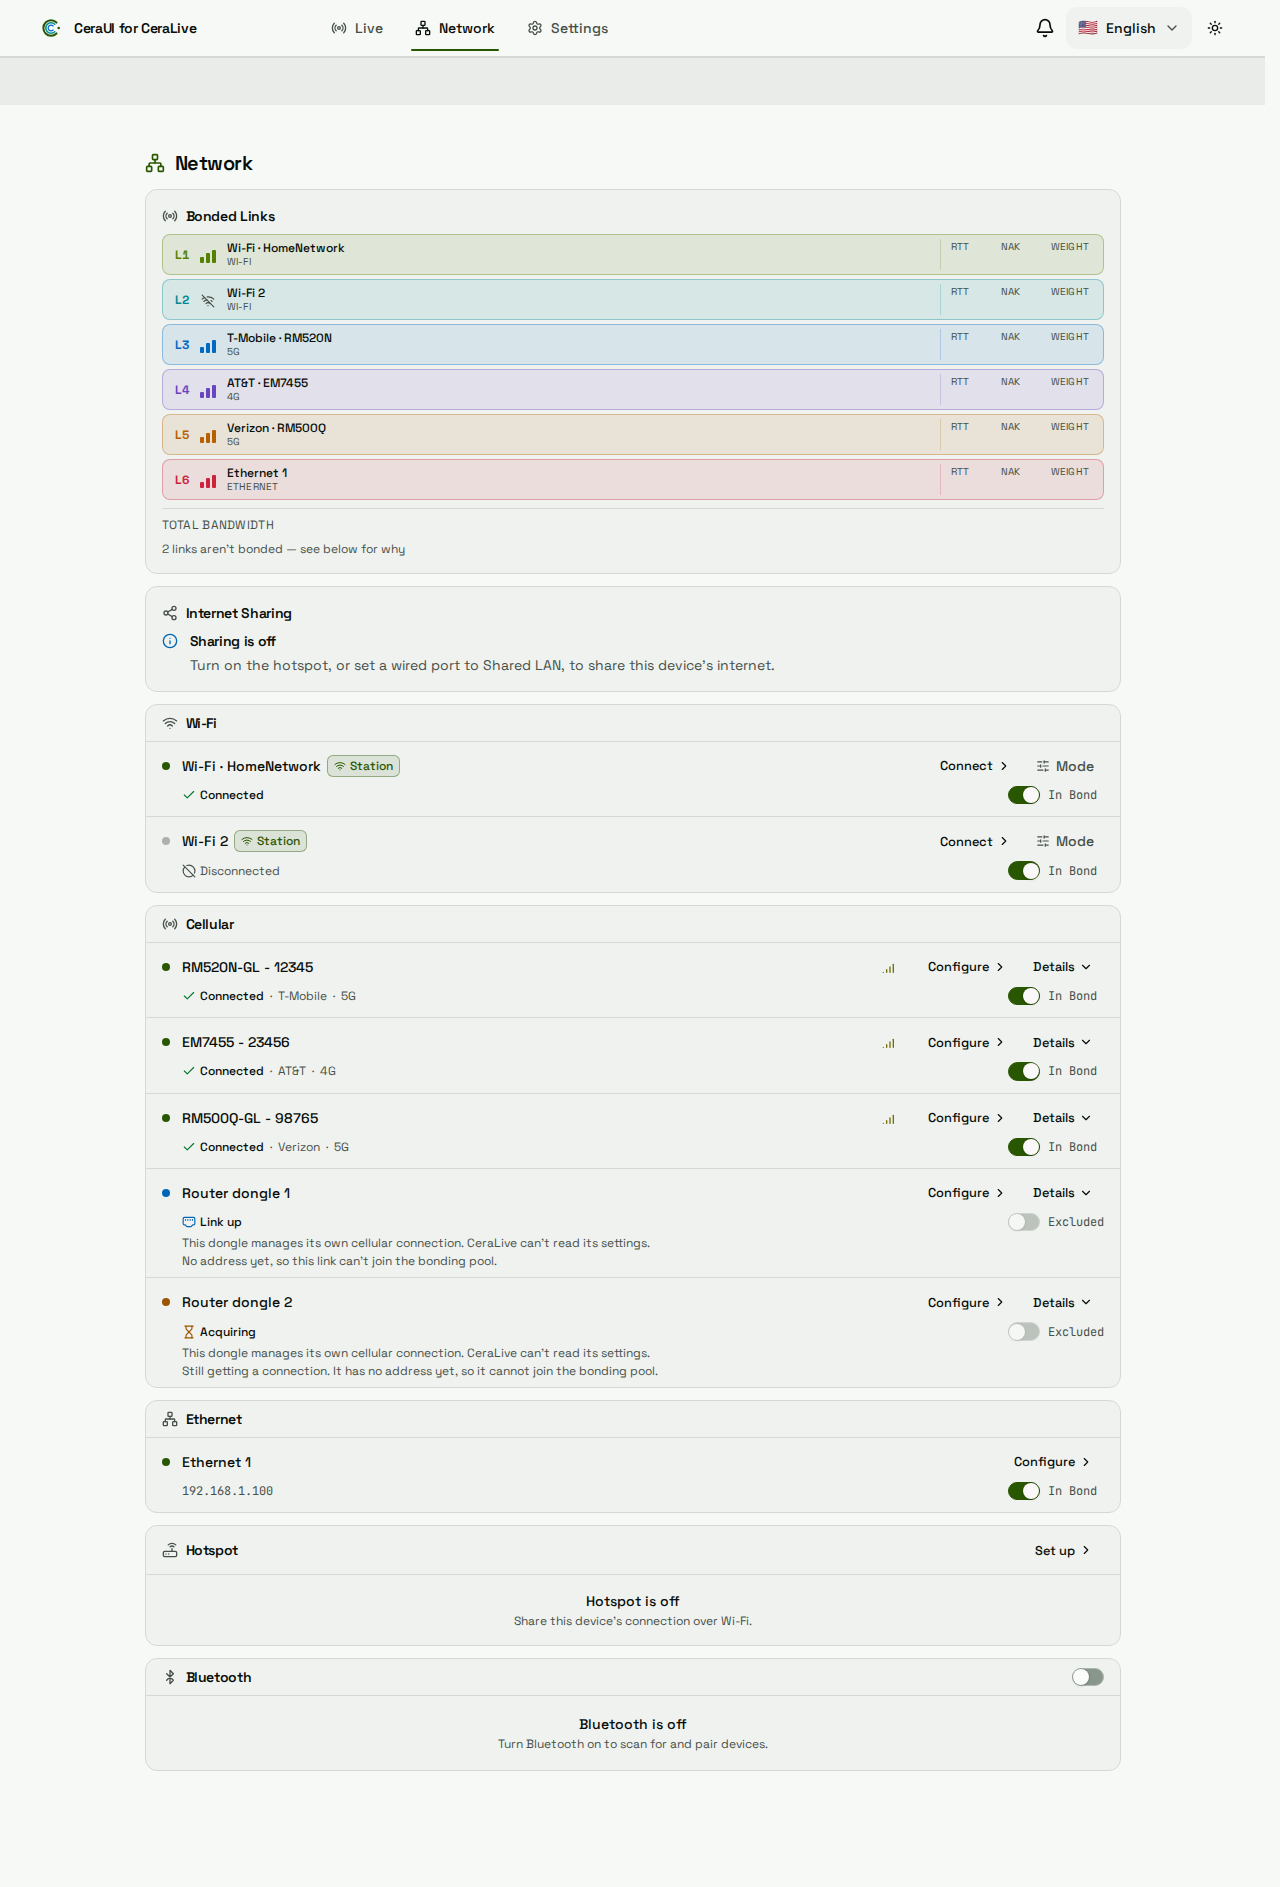 CeraUI for CeraLive
Live
Network
Settings
English
Network
Bonded Links
L1
Wi-Fi · HomeNetwork
WI-FI
RTT NAK WEIGHT
L2
Wi-Fi 2
WI-FI
RTT NAK WEIGHT
L3
T-Mobile · RM520N
5G
RTT NAK WEIGHT
L4
AT&T · EM7455
4G
RTT NAK WEIGHT
L5
Verizon · RM500Q
5G
RTT NAK WEIGHT
L6
Ethernet 1
ETHERNET
RTT NAK WEIGHT
TOTAL BANDWIDTH
2 links aren't bonded — see below for why
Internet Sharing
Sharing is off
Turn on the hotspot, or set a wired port to Shared LAN, to share this device's internet.
Wi-Fi
Wi-Fi · HomeNetwork Station Connect Mode
Connected In Bond
Wi-Fi 2 Station Connect Mode
Disconnected In Bond
Cellular
RM520N-GL - 12345 Configure Details
Connected · T-Mobile · 5G In Bond
EM7455 - 23456 Configure Details
Connected · AT&T · 4G In Bond
RM500Q-GL - 98765 Configure Details
Connected · Verizon · 5G In Bond
Router dongle 1 Configure Details
Link up Excluded
This dongle manages its own cellular connection. CeraLive can't read its settings.
No address yet, so this link can't join the bonding pool.
Router dongle 2 Configure Details
Acquiring Excluded
This dongle manages its own cellular connection. CeraLive can't read its settings.
Still getting a connection. It has no address yet, so it cannot join the bonding pool.
Ethernet
Ethernet 1 Configure
192.168.1.100 In Bond
Hotspot Set up
Hotspot is off
Share this device's connection over Wi-Fi.
Bluetooth
Bluetooth is off
Turn Bluetooth on to scan for and pair devices.